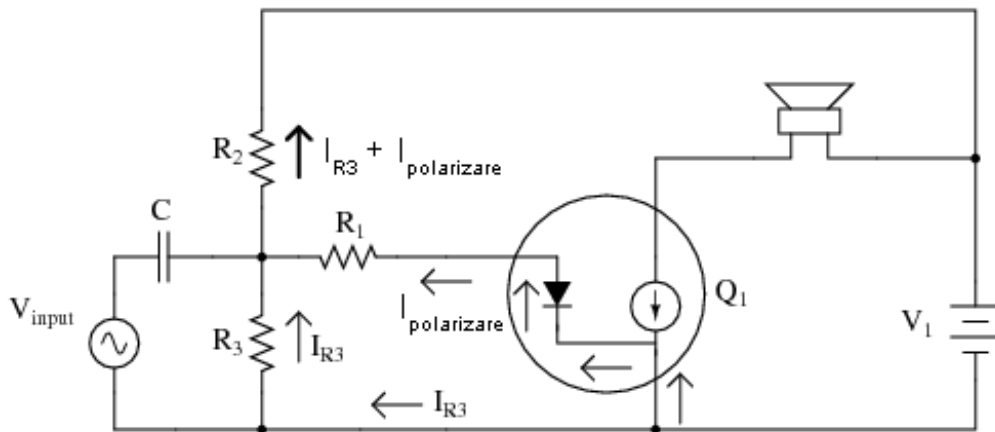 R2
IR3 + Ipolarizare
C
R1
Vinput
Ipolarizare
Q1
V1
R3
IR3
IR3